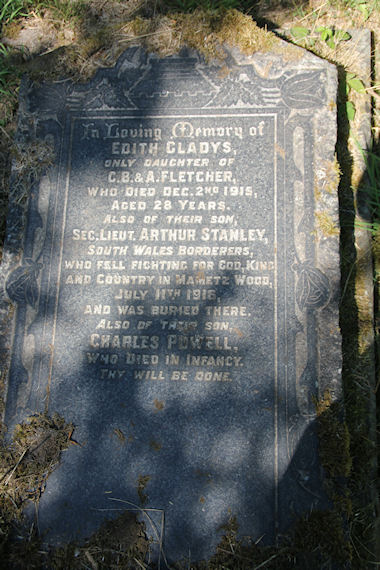 In Loving Memory of
EDITH GLADYS,
ONLY DAUGHTER OF
C.B. & A. FLETCHER,
WHO DIED DEC. 2ND 1915,
AGED 28 YEARS.
ALSO OF THEIR SON,
SEC. LIEUT. ARTHUR STANLEY,
SOUTH WALES BORDERERS,
WHO FELL FIGHTING FOR GOD, KING
AND COUNTRY IN MAMETZ WOOD,
JULY 11TH 1916,
AND WAS BURIED THERE.
ALSO OF THEIR SON,
CHARLES POWELL,
WHO DIED IN INFANCY.
THY WILL BE DONE.